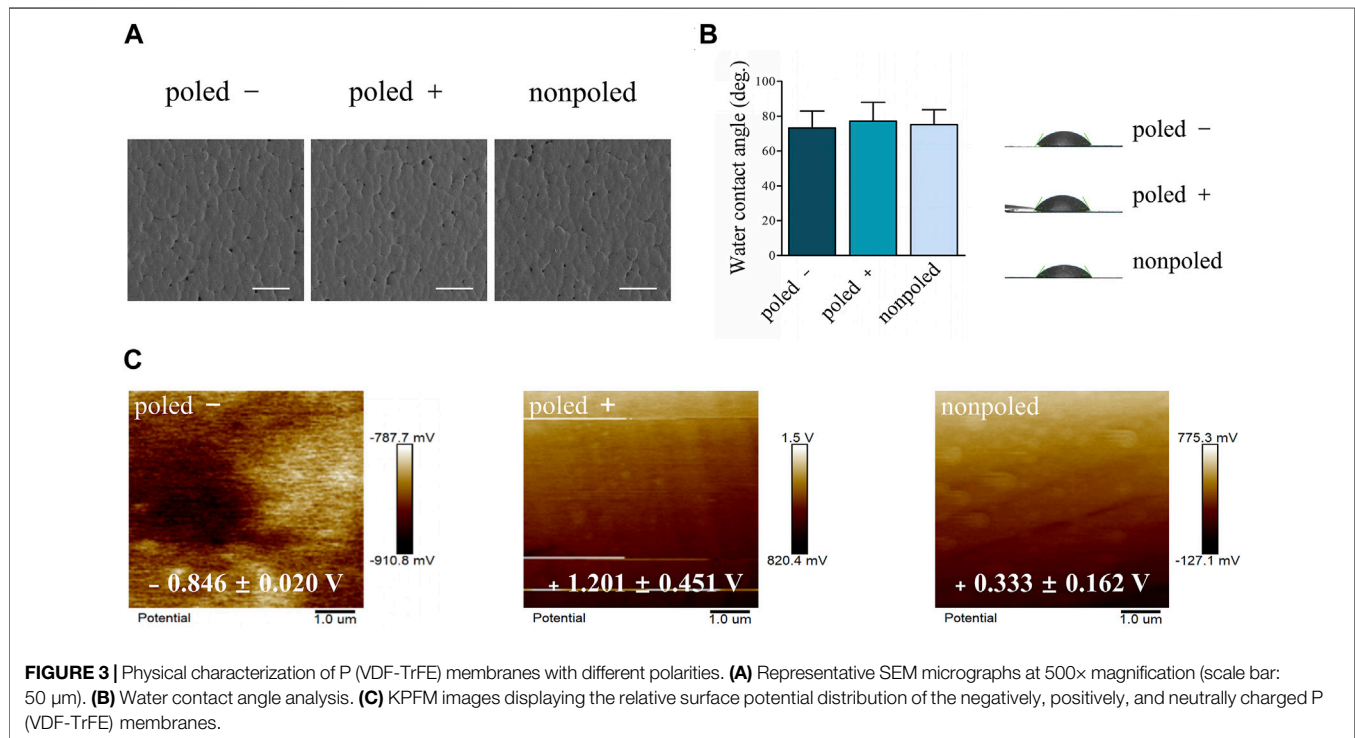 A
poled − poled + nonpoled
B
Water contact angle (deg.)
100
80
60
40
20
0
poled −
poled +
nonpoled
poled −
poled +
nonpoled
C
poled −
-787.7 mV
-910.8 mV
− 0.846 ± 0.020 V
Potential 1.0 um
poled +
1.5 V
820.4 mV
+ 1.201 ± 0.451 V
Potential 1.0 um
nonpoled
775.3 mV
-127.1 mV
+ 0.333 ± 0.162 V
Potential 1.0 um
FIGURE 3 | Physical characterization of P (VDF-TrFE) membranes with different polarities. (A) Representative SEM micrographs at 500× magnification (scale bar:
50 μm). (B) Water contact angle analysis. (C) KPFM images displaying the relative surface potential distribution of the negatively, positively, and neutrally charged P
(VDF-TrFE) membranes.